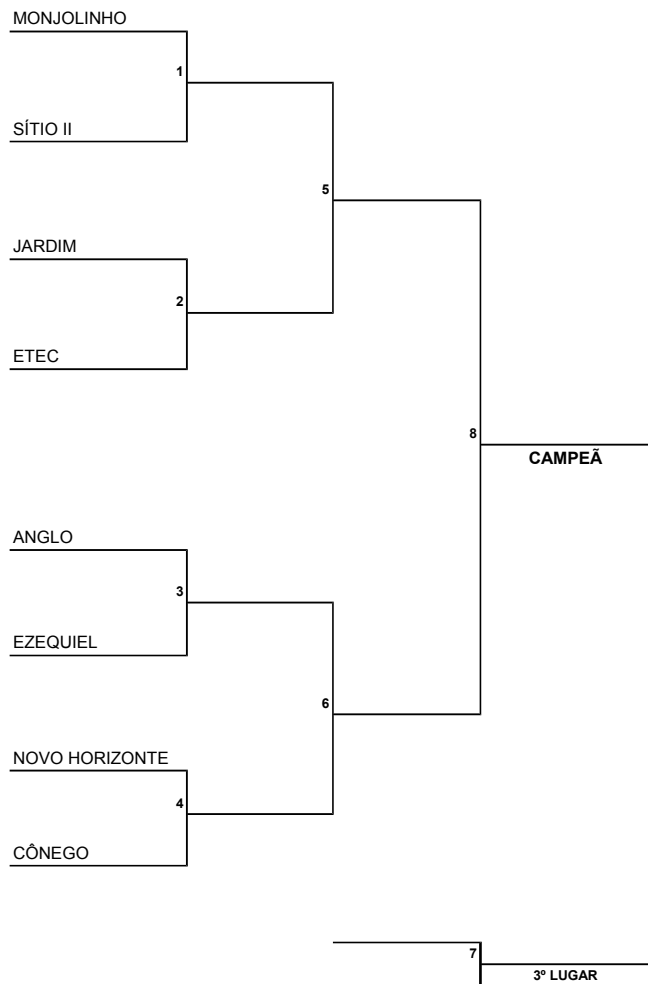 MONJOLINHO
1
SÍTIO II
5
JARDIM
2
ETEC
8
CAMPEÃ
ANGLO
3
EZEQUIEL
6
NOVO HORIZONTE
4
CÔNEGO
7
3º LUGAR